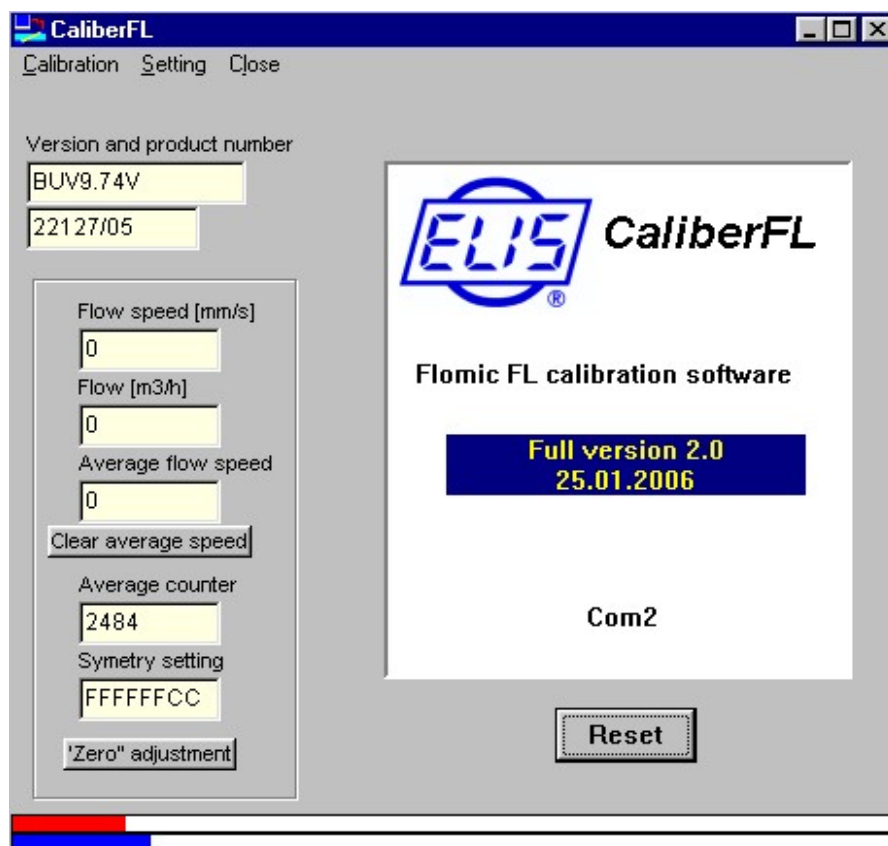 CaliberFL
Calibration Setting Close
Version and product number
BUV9.74V
22127/05
Flow speed [mm/s]
0
Flow [m3/h]
0
Average flow speed
0
Clear average speed
Average counter
2484
Symetry setting
FFFFFFCC
'Zero" adjustment
ELIS CaliberFL
®
Flomic FL calibration software
Full version 2.0
25.01.2006
Com2
Reset